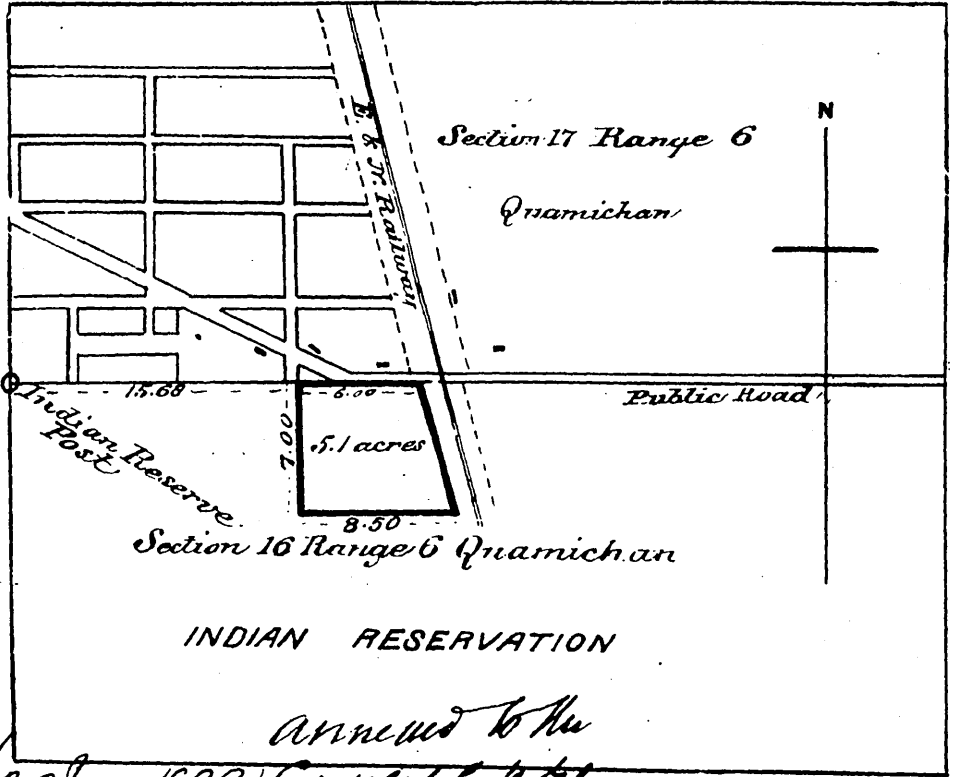 N
Section 17 Range 6
Quamichan
E. & N. Railway
15.68
6.00
Public Road
Indian Reserve
Post
7.00
5.1 acres
8.50
Section 16 Range 6 Quamichan
INDIAN RESERVATION
Annexed to the